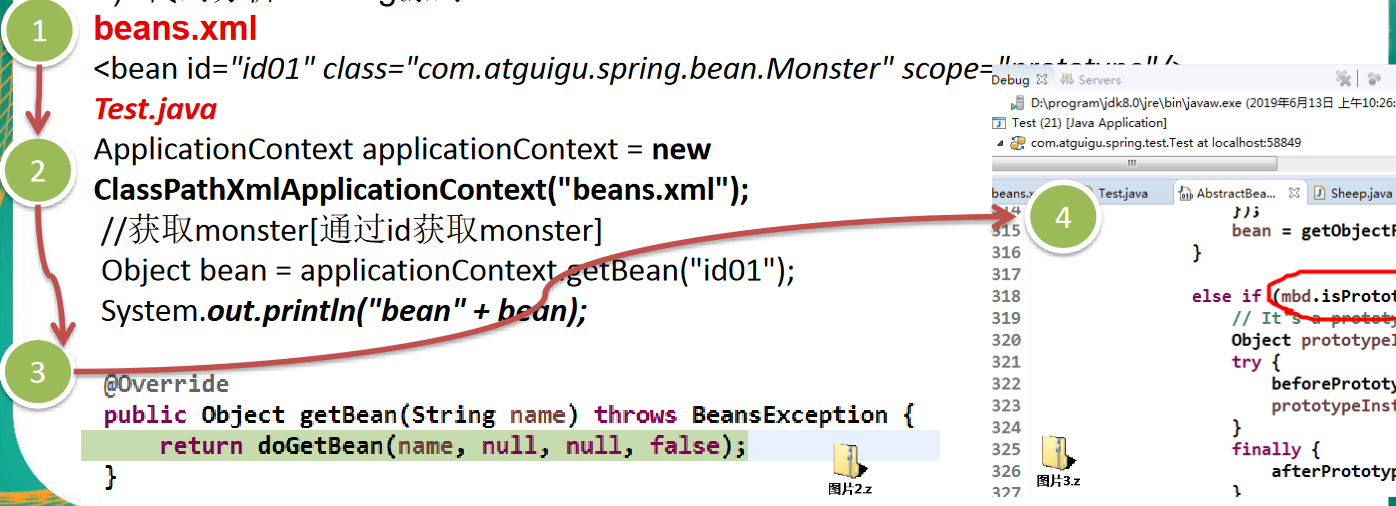 1
beans.xml
<bean id="id01" class="com.atguigu.spring.bean.Monster" scope="prototype"/>
Test.java
2
ApplicationContext applicationContext = new
ClassPathXmlApplicationContext("beans.xml");
//获取monster[通过id获取monster]
Object bean = applicationContext.getBean("id01");
System.out.println("bean" + bean);
3
@Override
public Object getBean(String name) throws BeansException {
return doGetBean(name, null, null, false);
}
图片2.z
Debug Servers
D:\program\jdk8.0\jre\bin\javaw.exe (2019年6月13日 上午10:26:
Test (21) [Java Application]
com.atguigu.spring.test.Test at localhost:58849
beans.x Test.java AbstractBea... Sheep.java
4
314 });
315 bean = getObjectF
316 }
317
318 else if (mbd.isProtot
319 // It's a prototy
320 Object prototypeI
321 try {
322 beforePrototy
323 prototypeInst
324 }
325 finally {
326 afterPrototyp
327 }
图片3.z